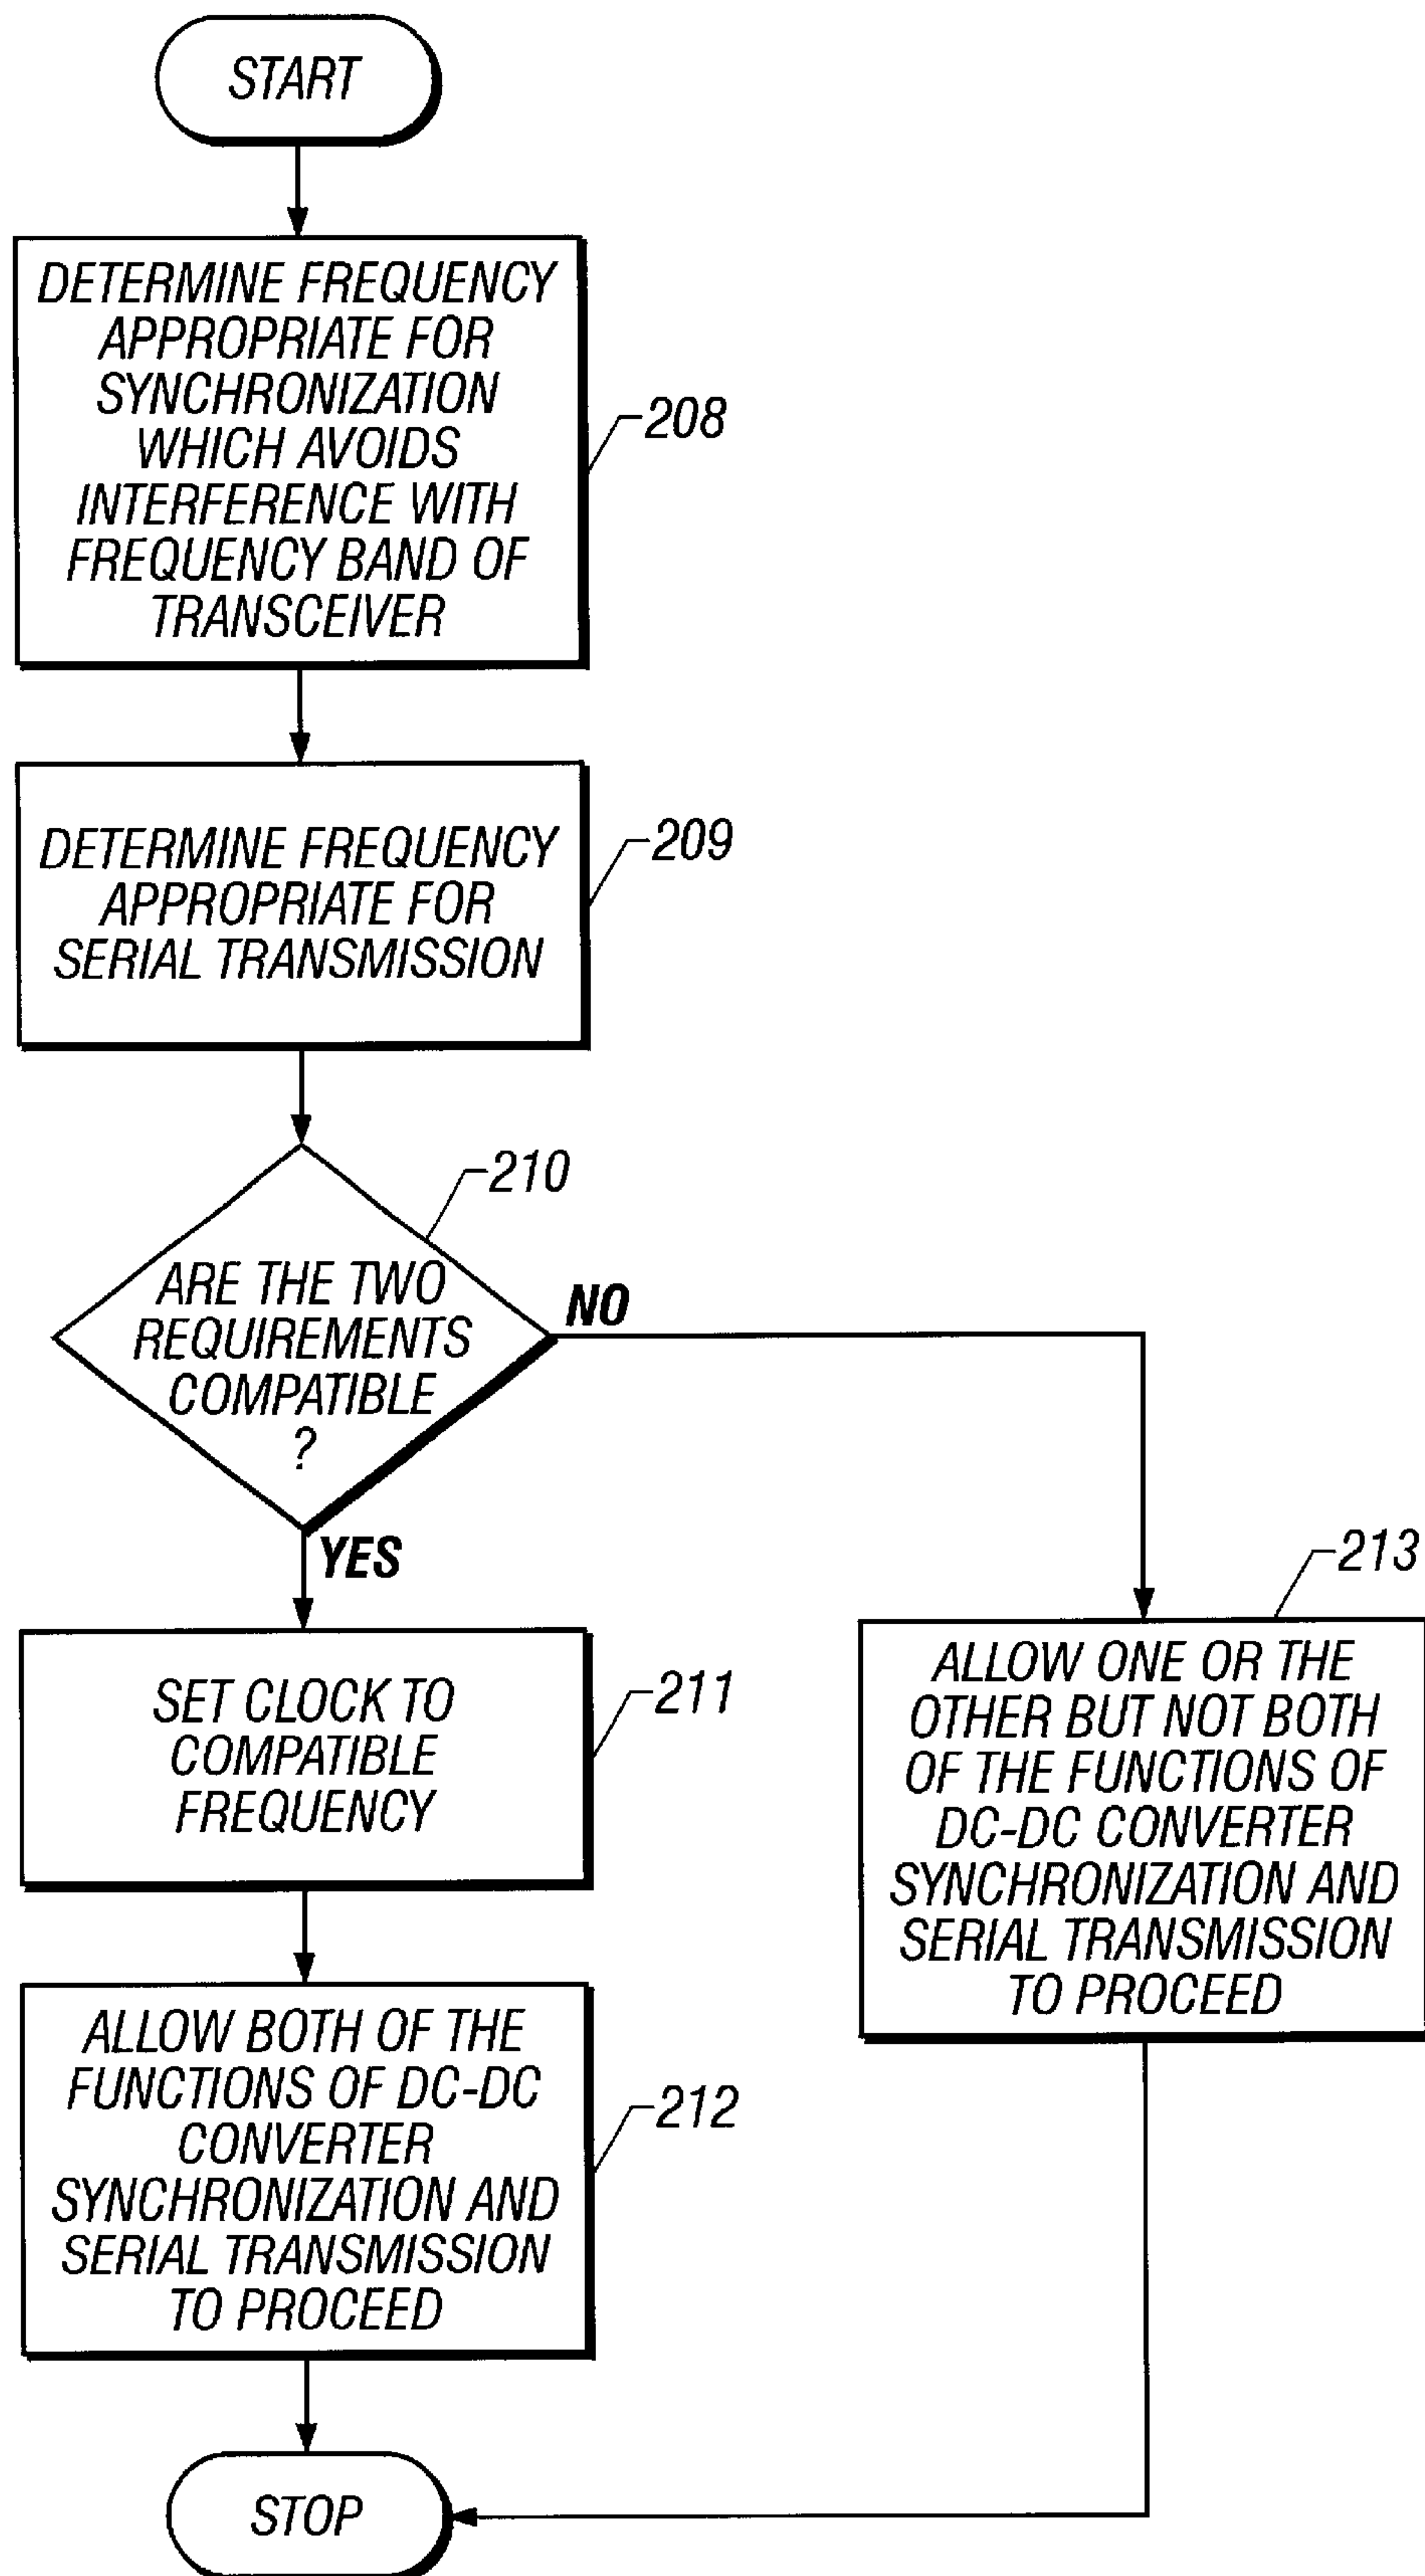 START
DETERMINE FREQUENCY
APPROPRIATE FOR
SYNCHRONIZATION
WHICH AVOIDS
INTERFERENCE WITH
FREQUENCY BAND OF
TRANSCEIVER
208
DETERMINE FREQUENCY
APPROPRIATE FOR
SERIAL TRANSMISSION
209
210
ARE THE TWO
REQUIREMENTS
COMPATIBLE
?
NO
YES
SET CLOCK TO
COMPATIBLE
FREQUENCY
211
ALLOW BOTH OF THE
FUNCTIONS OF DC-DC
CONVERTER
SYNCHRONIZATION AND
SERIAL TRANSMISSION
TO PROCEED
212
213
ALLOW ONE OR THE
OTHER BUT NOT BOTH
OF THE FUNCTIONS OF
DC-DC CONVERTER
SYNCHRONIZATION AND
SERIAL TRANSMISSION
TO PROCEED
STOP